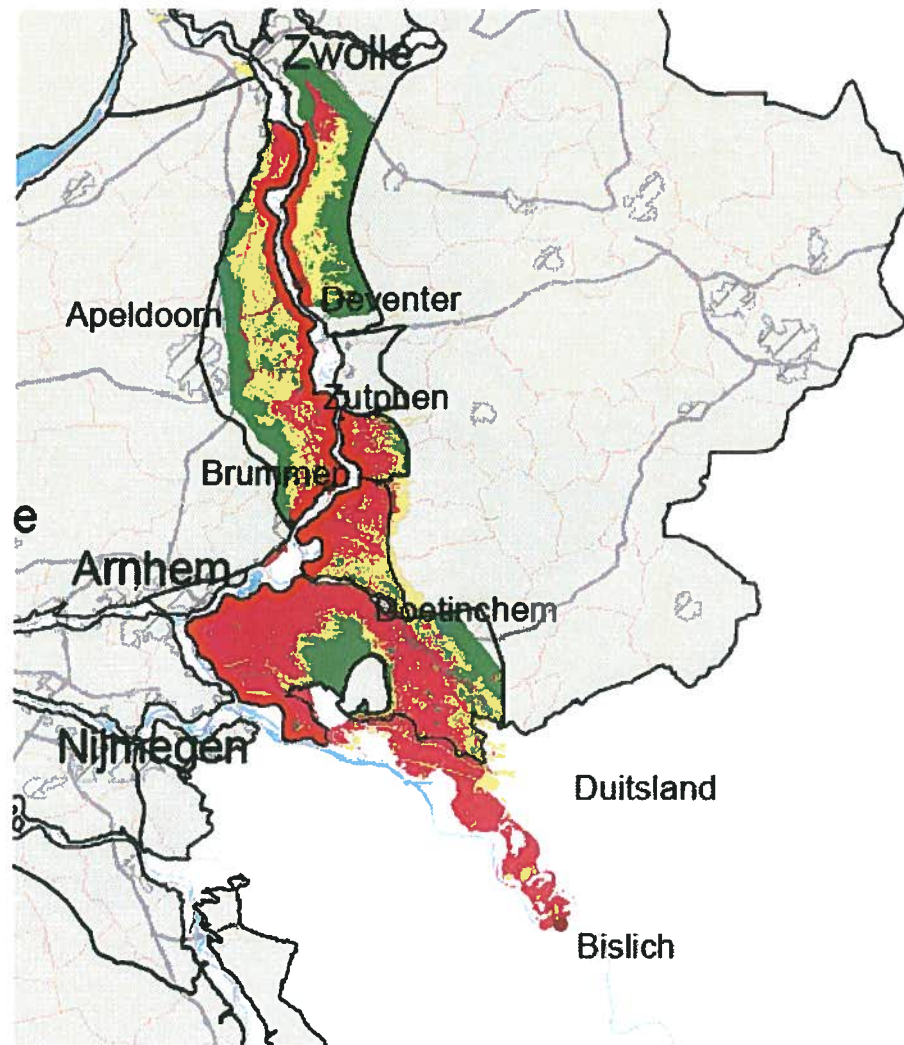 Zwolle
Deventer
Apeldoorn
Zutphen
Brummen
e
Arnhem
Doetinchem
Nijmegen
Duitsland
Bislich